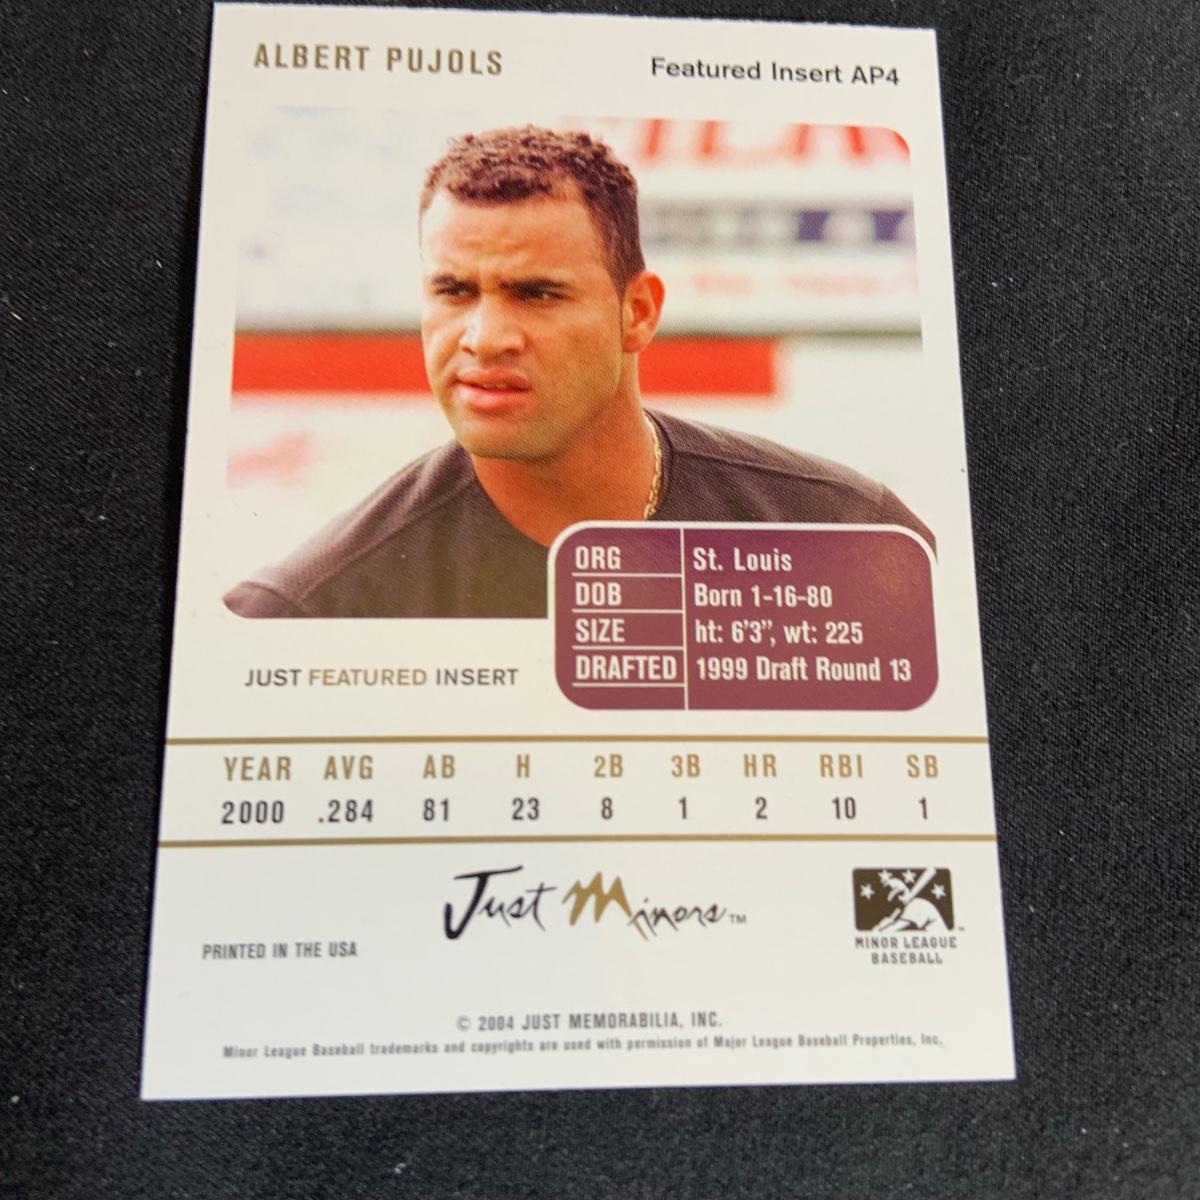 ALBERT PUJOLS
Featured Insert AP4
ORG St. Louis
DOB Born 1-16-80
SIZE ht: 6'3", wt: 225
DRAFTED 1999 Draft Round 13
JUST FEATURED INSERT
YEAR AVG AB H 2B 3B HR RBI SB
2000 .284 81 23 8 1 2 10 1
Just Minors™
PRINTED IN THE USA
MINOR LEAGUE
BASEBALL
© 2004 JUST MEMORABILIA, INC.
Minor League Baseball trademarks and copyrights are used with permission of Major League Baseball Properties, Inc.